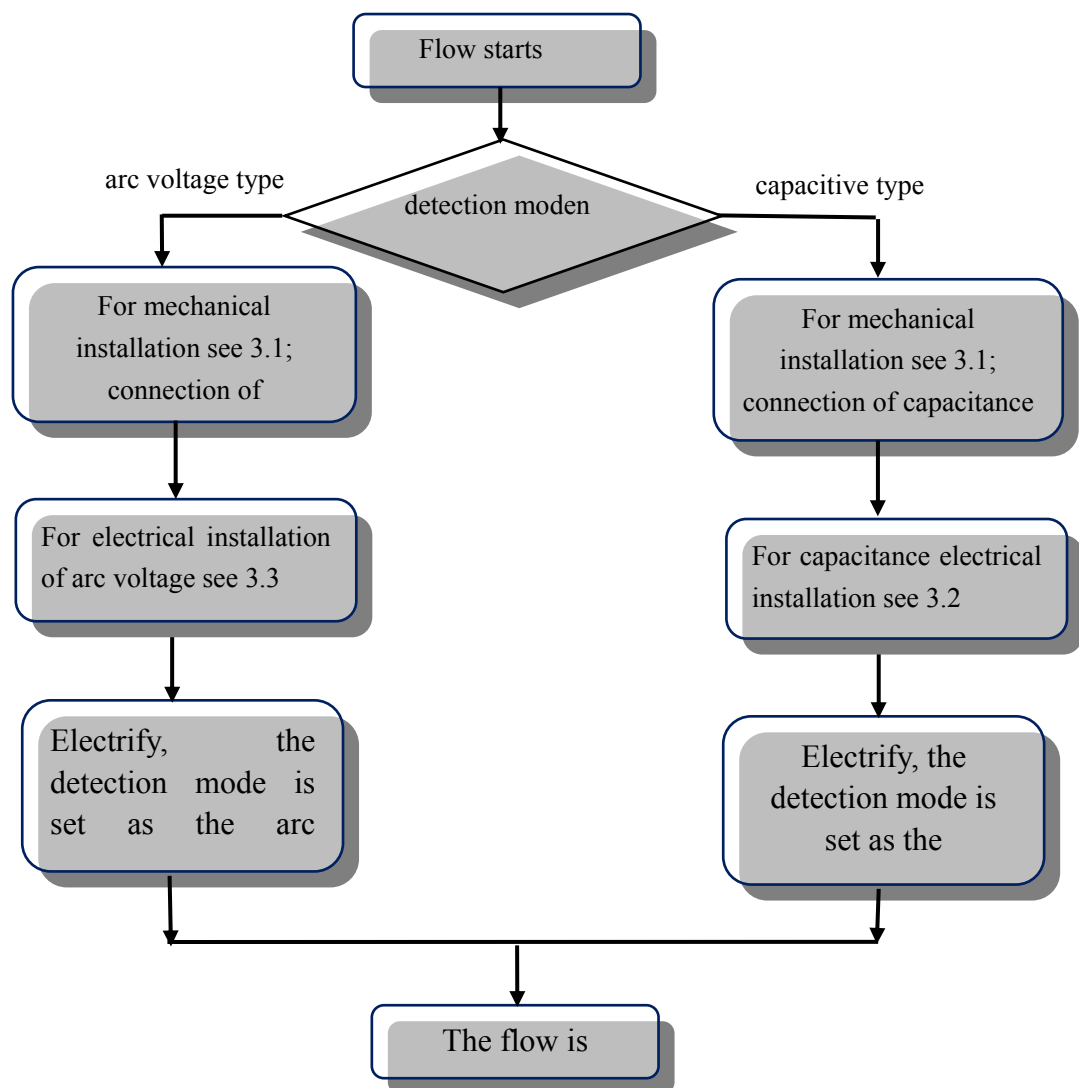 Flow starts
arc voltage type
detection moden
capacitive type
For mechanical
installation see 3.1;
connection of
For mechanical
installation see 3.1;
connection of capacitance
For electrical installation
of arc voltage see 3.3
For capacitance electrical
installation see 3.2
Electrify, the
detection mode is
set as the arc
Electrify, the
detection mode is
set as the
The flow is